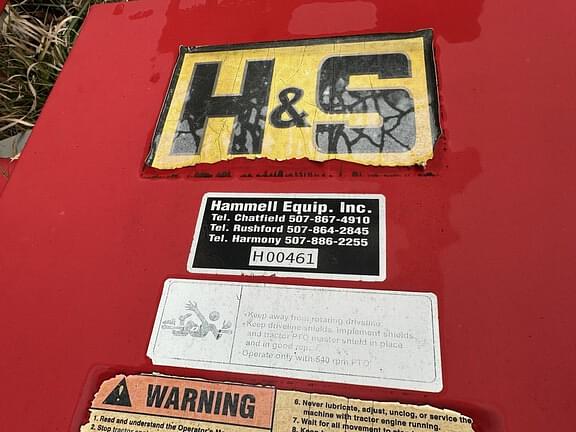 H&S
Hammell Equip. Inc.
Tel. Chatfield 507-867-4910
Tel. Rushford 507-864-2845
Tel. Harmony 507-886-2255
H00461
•Keep away from rotating driveline
•Keep driveline shields, implement shields,
and tractor PTO master shield in place
and in good
•Operate only with 540 rpm PTO
WARNING
1. Read and understand the Operator's
2. Stop tractor
6. Never lubricate, adjust, unclog, or service the
machine with tractor engine running.
7. Wait for all movement to
8. Keep